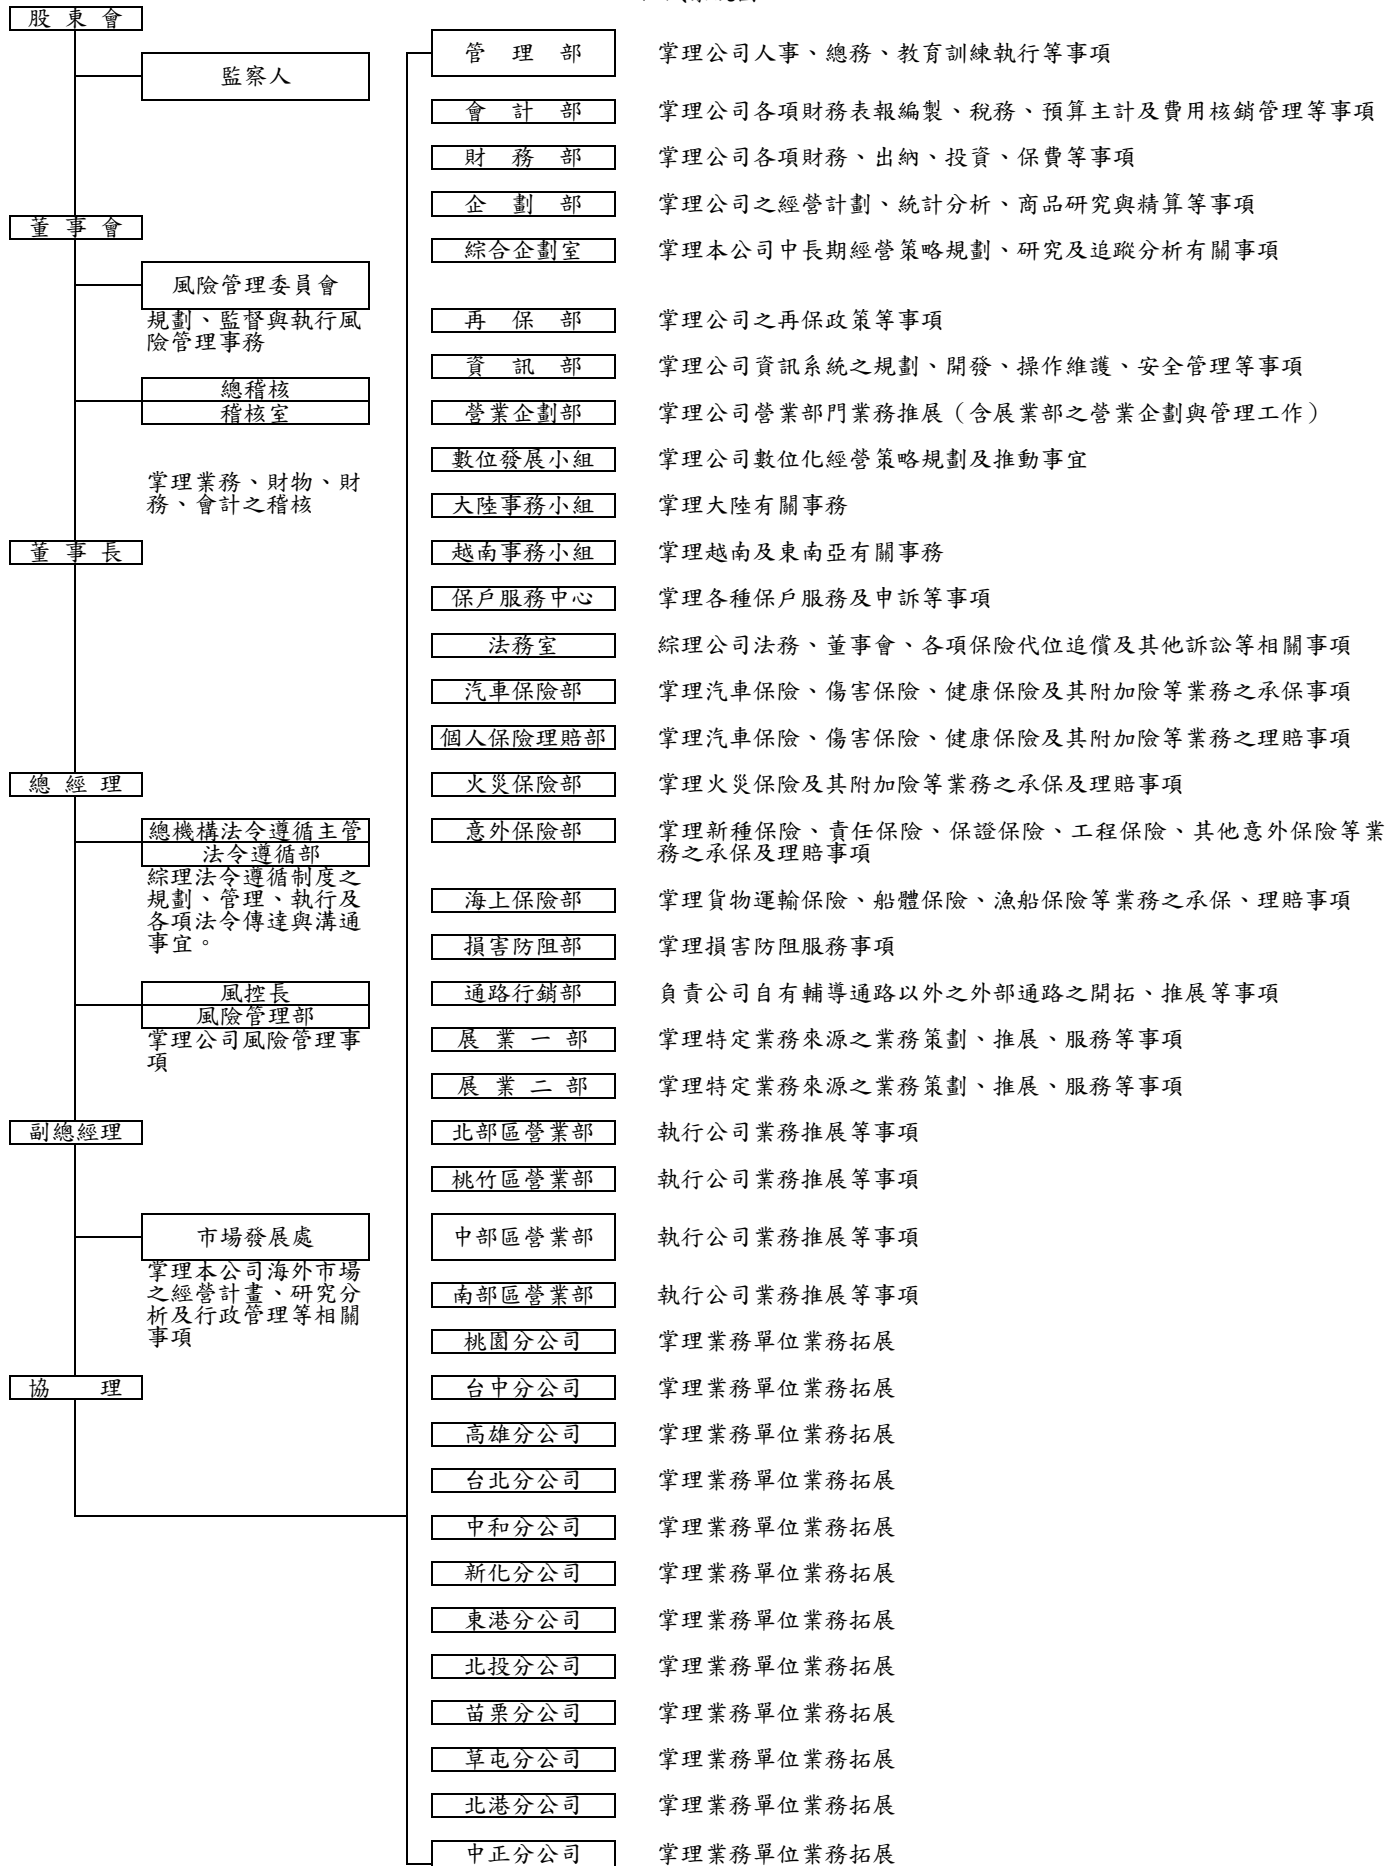 股東會
監察人
董事會
風險管理委員會
規劃、監督與執行風
險管理事務
總稽核
稽核室
掌理業務、財物、財
務、會計之稽核
董事長
總經理
總機構法令遵循主管
法令遵循部
綜理法令遵循制度之
規劃、管理、執行及
各項法令傳達與溝通
事宜。
風控長
風險管理部
掌理公司風險管理事
項
副總經理
市場發展處
掌理本公司海外市場
之經營計畫、研究分
析及行政管理等相關
事項
協 理
管理部 掌理公司人事、總務、教育訓練執行等事項
會計部 掌理公司各項財務表報編製、稅務、預算主計及費用核銷管理等事項
財務部 掌理公司各項財務、出納、投資、保費等事項
企劃部 掌理公司之經營計劃、統計分析、商品研究與精算等事項
綜合企劃室 掌理本公司中長期經營策略規劃、研究及追蹤分析有關事項
再保部 掌理公司之再保政策等事項
資訊部 掌理公司資訊系統之規劃、開發、操作維護、安全管理等事項
營業企劃部 掌理公司營業部門業務推展（含展業部之營業企劃與管理工作）
數位發展小組 掌理公司數位化經營策略規劃及推動事宜
大陸事務小組 掌理大陸有關事務
越南事務小組 掌理越南及東南亞有關事務
保戶服務中心 掌理各種保戶服務及申訴等事項
法務室 綜理公司法務、董事會、各項保險代位追償及其他訴訟等相關事項
汽車保險部 掌理汽車保險、傷害保險、健康保險及其附加險等業務之承保事項
個人保險理賠部 掌理汽車保險、傷害保險、健康保險及其附加險等業務之理賠事項
火災保險部 掌理火災保險及其附加險等業務之承保及理賠事項
意外保險部 掌理新種保險、責任保險、保證保險、工程保險、其他意外保險等業
務之承保及理賠事項
海上保險部 掌理貨物運輸保險、船體保險、漁船保險等業務之承保、理賠事項
損害防阻部 掌理損害防阻服務事項
通路行銷部 負責公司自有輔導通路以外之外部通路之開拓、推展等事項
展業一部 掌理特定業務來源之業務策劃、推展、服務等事項
展業二部 掌理特定業務來源之業務策劃、推展、服務等事項
北部區營業部 執行公司業務推展等事項
桃竹區營業部 執行公司業務推展等事項
中部區營業部 執行公司業務推展等事項
南部區營業部 執行公司業務推展等事項
桃園分公司 掌理業務單位業務拓展
台中分公司 掌理業務單位業務拓展
高雄分公司 掌理業務單位業務拓展
台北分公司 掌理業務單位業務拓展
中和分公司 掌理業務單位業務拓展
新化分公司 掌理業務單位業務拓展
東港分公司 掌理業務單位業務拓展
北投分公司 掌理業務單位業務拓展
苗栗分公司 掌理業務單位業務拓展
草屯分公司 掌理業務單位業務拓展
北港分公司 掌理業務單位業務拓展
中正分公司 掌理業務單位業務拓展